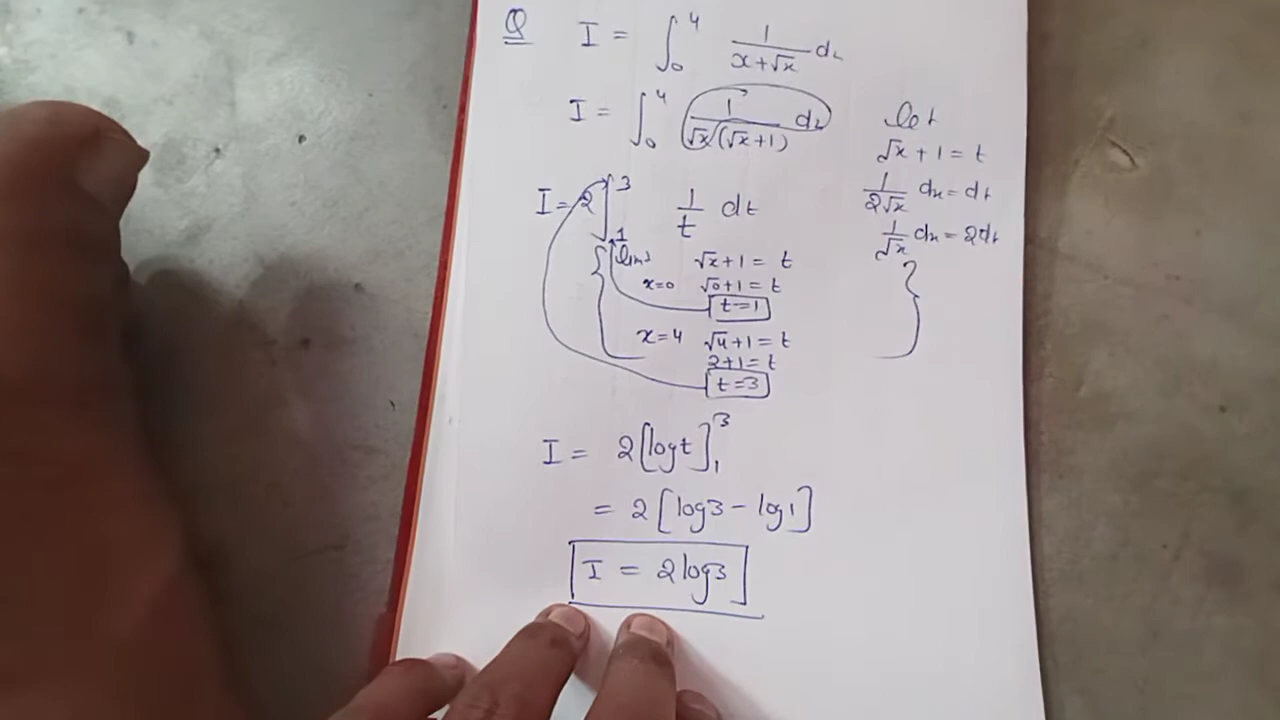 Q I = ∫₀⁴ 1/(x+√x) dx
I = ∫₀⁴ 1/(√x(√x+1)) dx
let
√x + 1 = t
1/(2√x) dx = dt
1/√x dx = 2dt
I = 2 ∫₁³ 1/t dt
√x + 1 = t
x=0 √0+1 = t
t=1
x=4 √4+1 = t
2+1 = t
t=3
I = 2[log t]₁³
= 2[log3 − log1]
I = 2log3